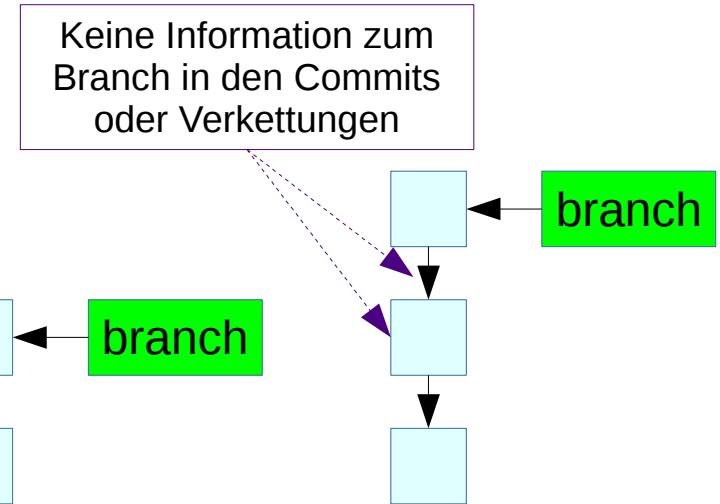 Keine Information zum
Branch in den Commits
oder Verkettungen
branch
branch